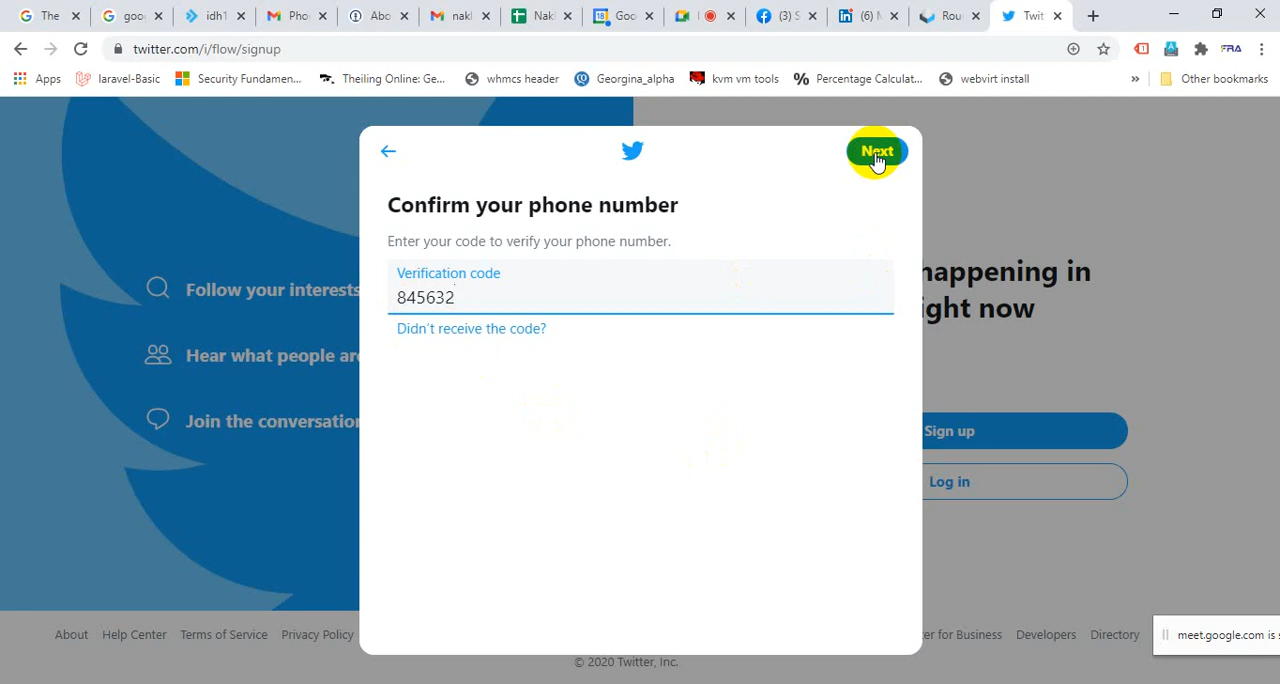 The
goo
idh1
Pho
Abo
nakl
Naki
18
Goo
(3) S
(6) M
Rou
Twit
twitter.com/i/flow/signup
Apps
laravel-Basic
Security Fundamen...
Theiling Online: Ge...
whmcs header
Georgina_alpha
kvm vm tools
Percentage Calculat...
webvirt install
»
Other bookmarks
Next
Confirm your phone number
Enter your code to verify your phone number.
Verification code
845632
Didn't receive the code?
Follow your interests
Hear what people are
Join the conversation
happening in
ight now
Sign up
Log in
About
Help Center
Terms of Service
Privacy Policy
er for Business
Developers
Directory
© 2020 Twitter, Inc.
meet.google.com is s